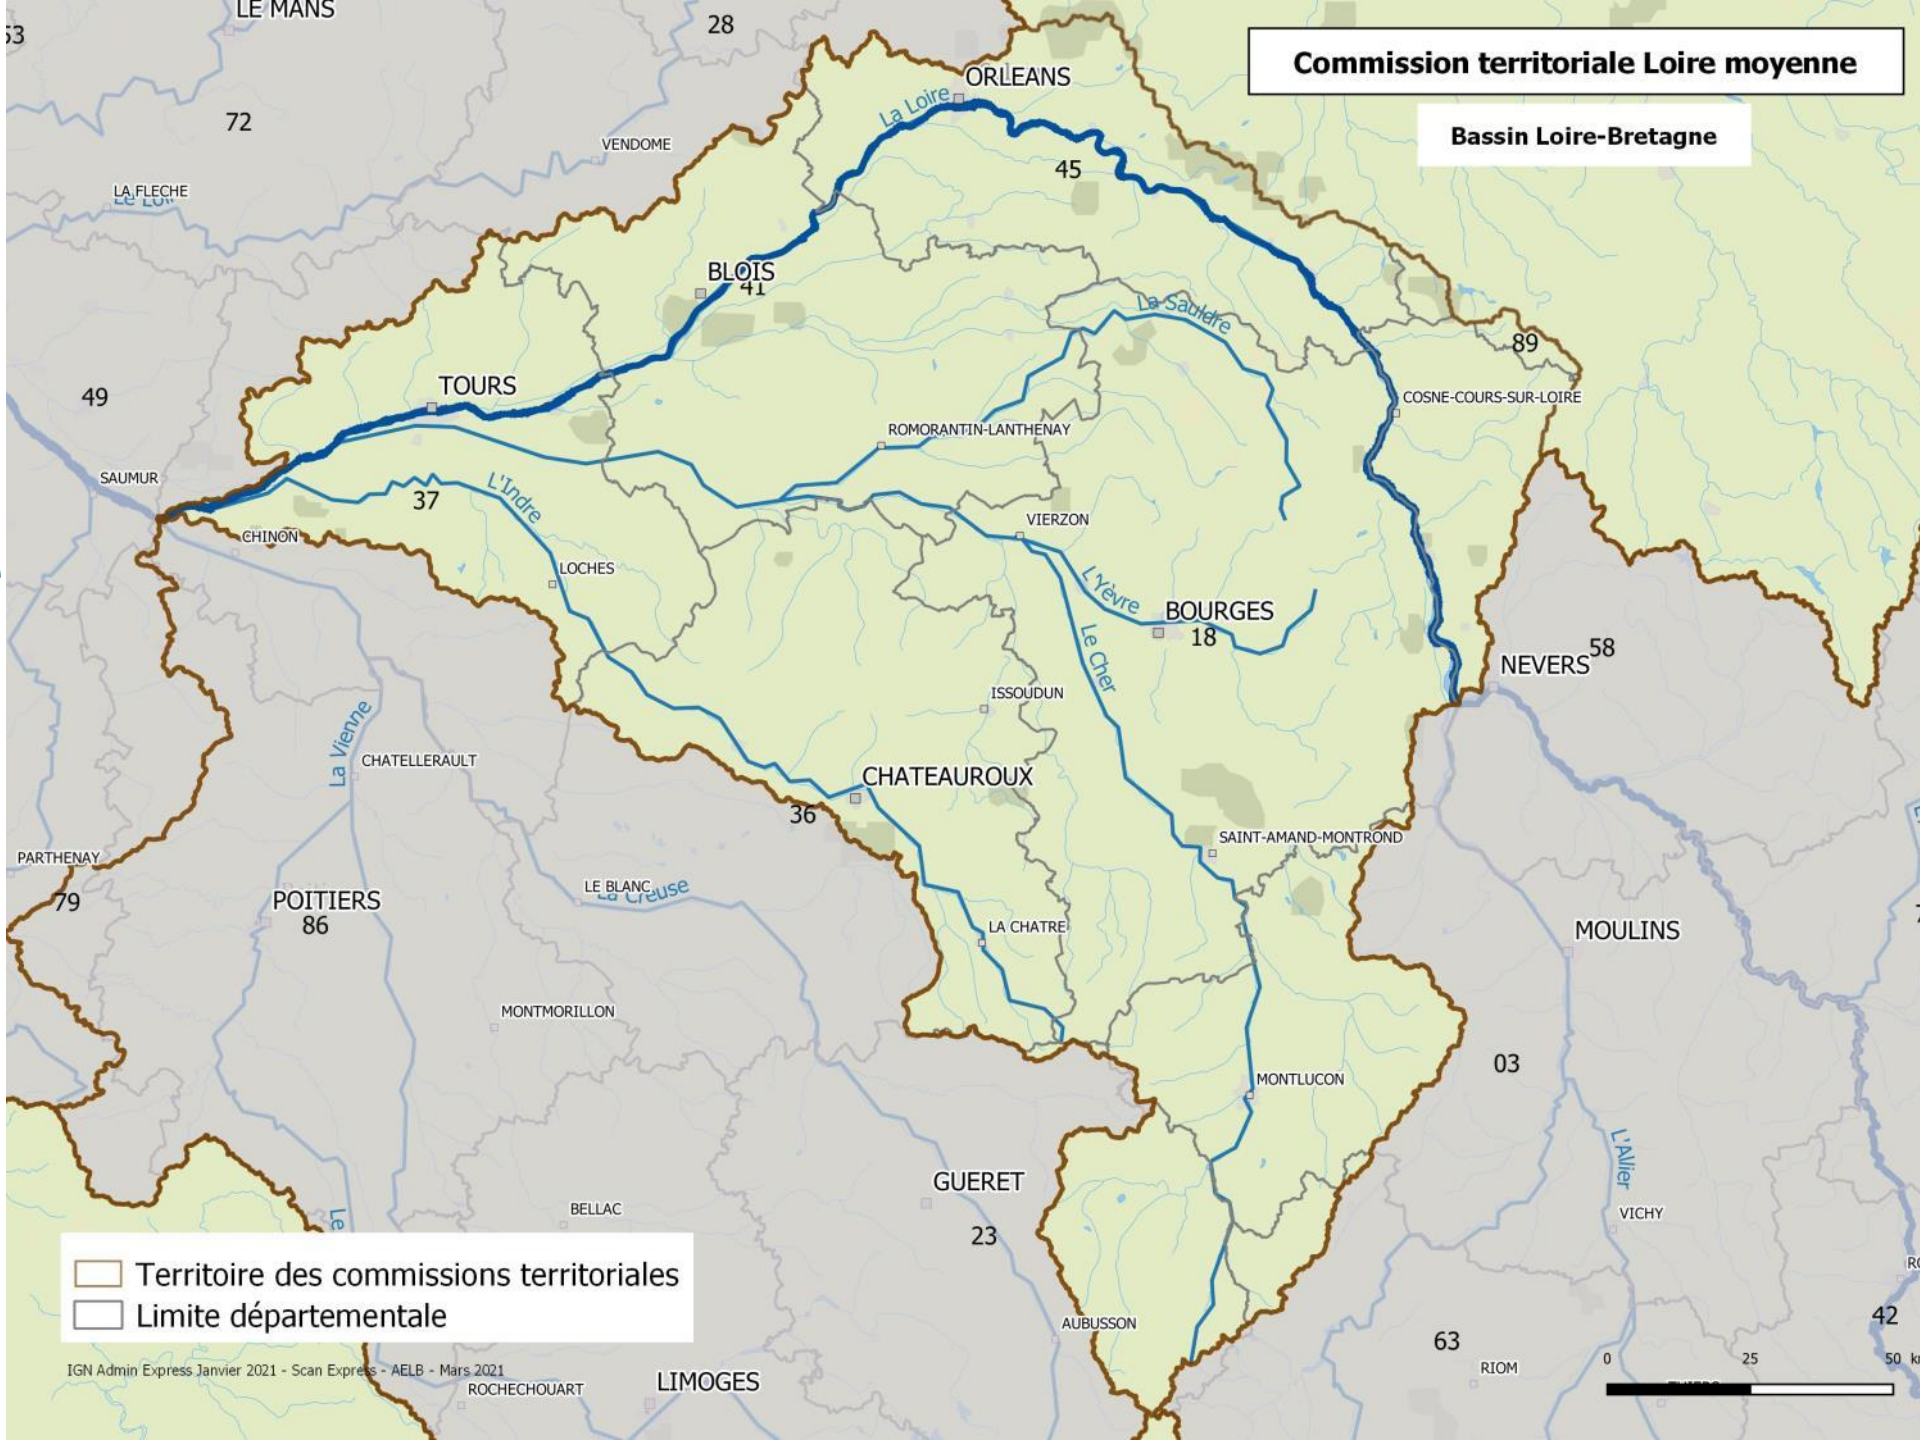 LE MANS
53
28
Commission territoriale Loire moyenne
ORLEANS
La Loire
72
Bassin Loire-Bretagne
VENDOME
45
LA FLECHE
Le Loir
BLOIS
41
La Sauldre
89
TOURS
49
COSNE-COURS-SUR-LOIRE
ROMORANTIN-LANTHENAY
SAUMUR
L'Indre
37
VIERZON
CHINON
LOCHES
L'Yèvre
BOURGES
18
Le Cher
58
NEVERS
ISSOUDUN
La Vienne
CHATELLERAULT
CHATEAUROUX
36
SAINT-AMAND-MONTROND
PARTHENAY
LE BLANC
La Creuse
79
POITIERS
86
LA CHATRE
MOULINS
MONTMORILLON
03
MONTLUCON
L'Allier
GUERET
BELLAC
VICHY
Le
23
Territoire des commissions territoriales
Limite départementale
42
AUBUSSON
63
RIOM
0 25 50 km
IGN Admin Express Janvier 2021 - Scan Express - AELB - Mars 2021
LIMOGES
ROCHECHOUART